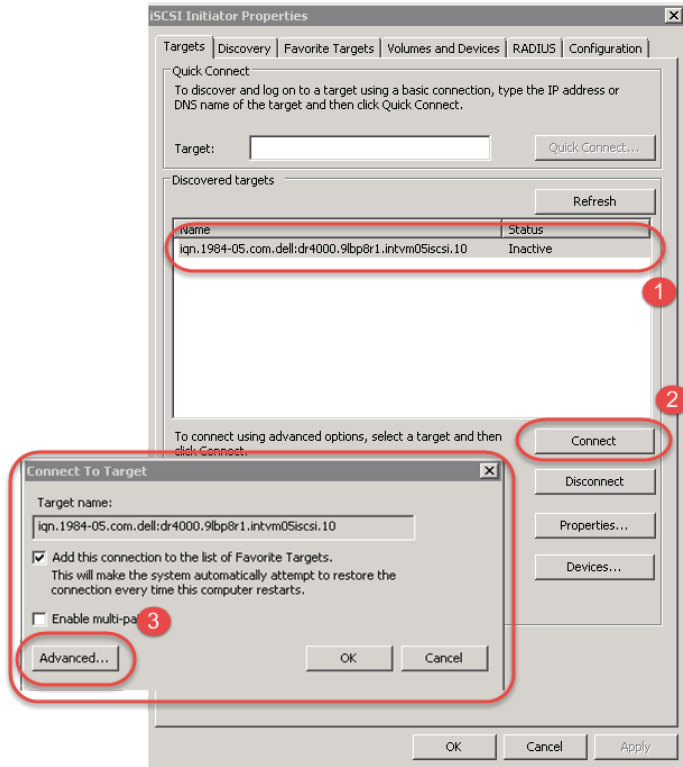 iSCSI Initiator Properties
Targets Discovery Favorite Targets Volumes and Devices RADIUS Configuration
Quick Connect
To discover and log on to a target using a basic connection, type the IP address or
DNS name of the target and then click Quick Connect.
Target:
Quick Connect...
Discovered targets
Refresh
Name Status
iqn.1984-05.com.dell:dr4000.9lbp8r1.intvm05iscsi.10 Inactive
1
2
To connect using advanced options, select a target and then
click Connect.
Connect
Disconnect
Properties...
Devices...
Connect To Target
Target name:
iqn.1984-05.com.dell:dr4000.9lbp8r1.intvm05iscsi.10
Add this connection to the list of Favorite Targets.
This will make the system automatically attempt to restore the
connection every time this computer restarts.
Enable multi-pa
3
Advanced... OK Cancel
OK Cancel Apply